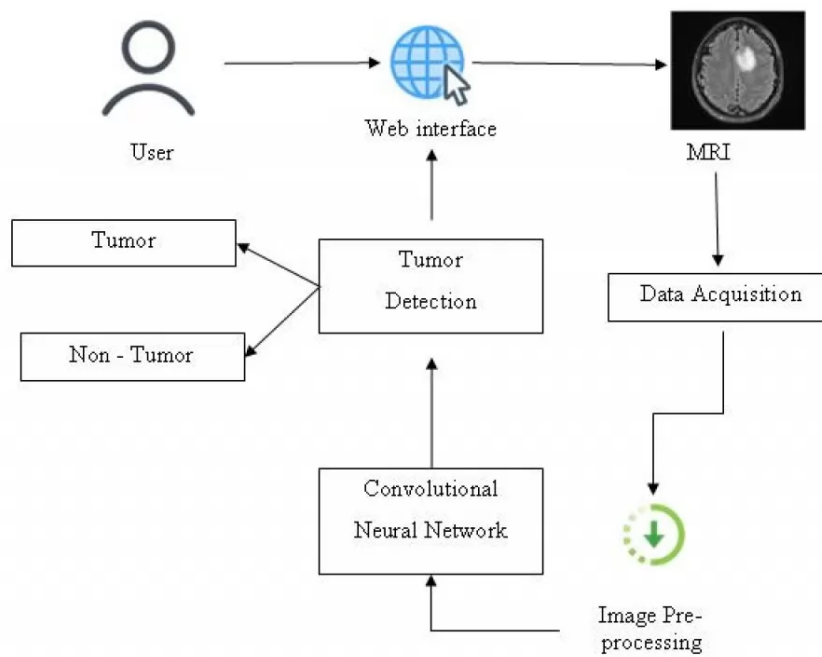 User
Web interface
MRI
Tumor
Tumor
Detection
Data Acquisition
Non - Tumor
Convolutional
Neural Network
Image Pre-
processing